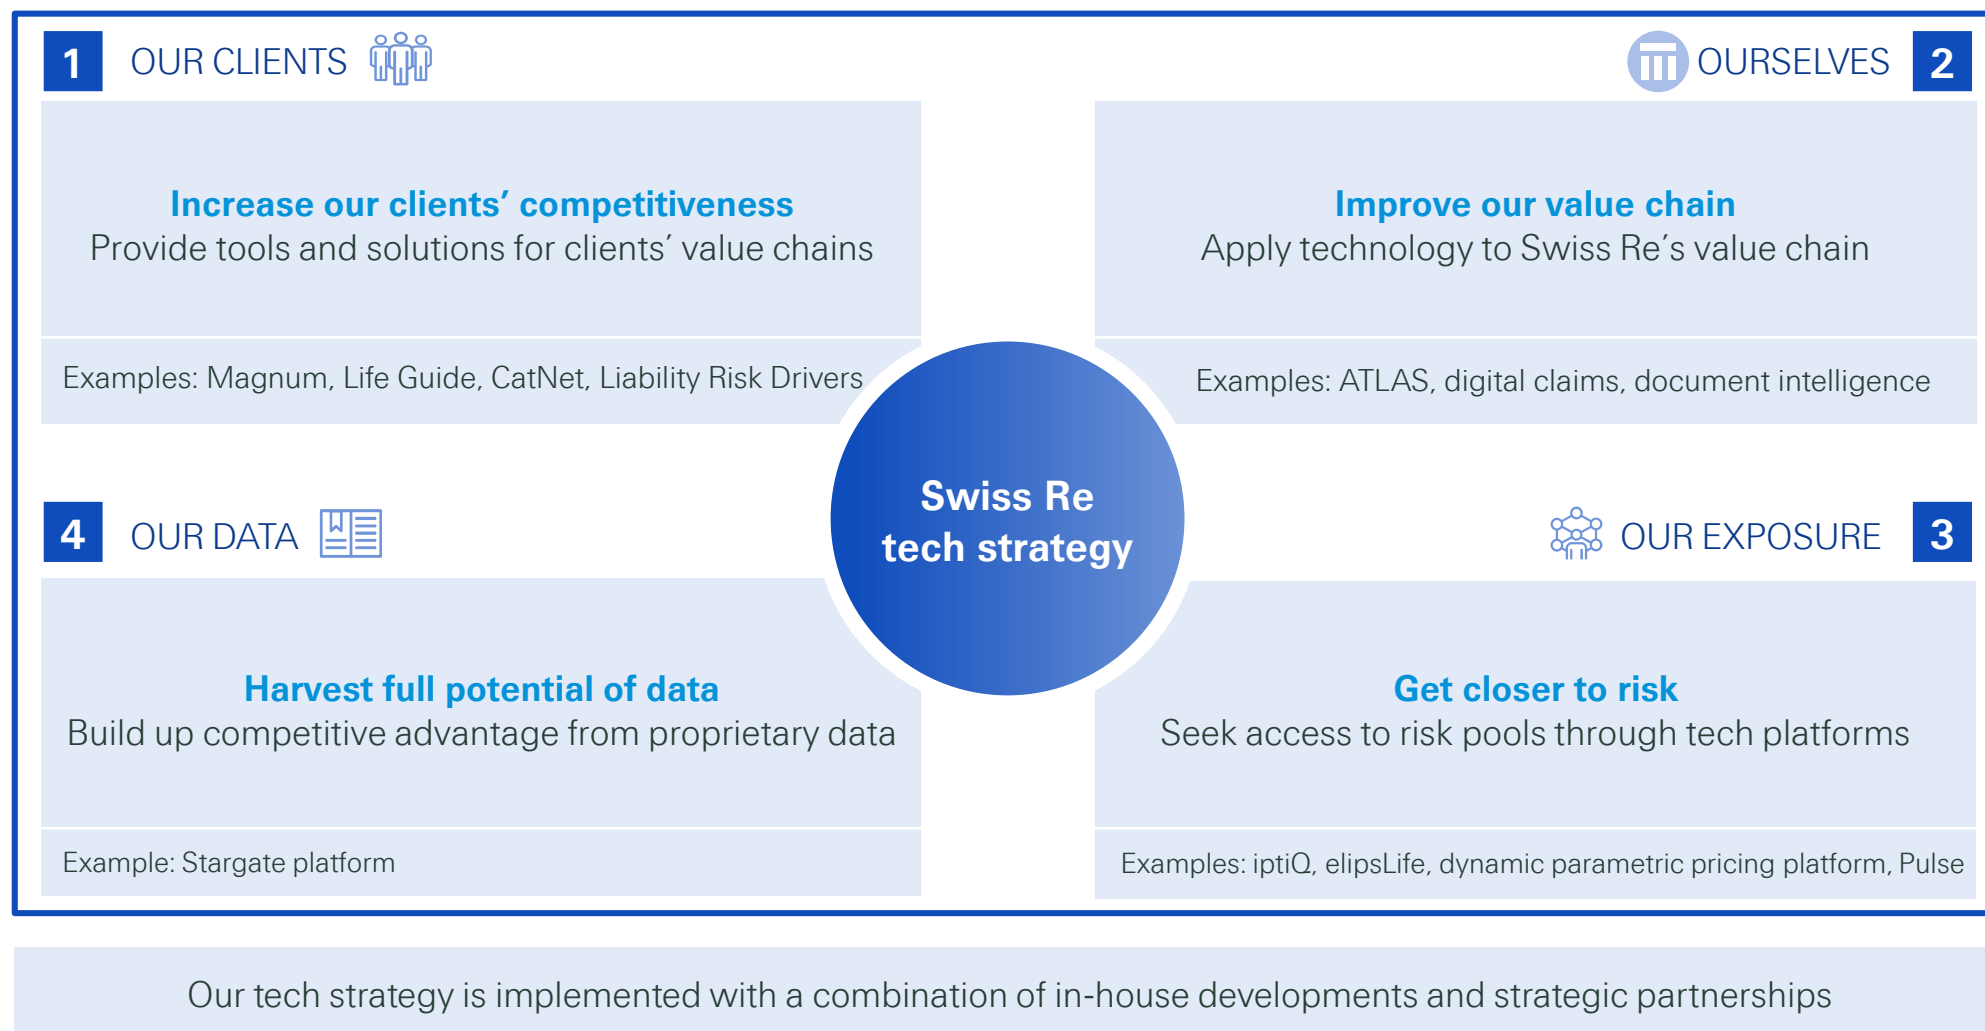 1 OUR CLIENTS
Increase our clients’ competitiveness
Provide tools and solutions for clients’ value chains
Examples: Magnum, Life Guide, CatNet, Liability Risk Drivers
OURSELVES 2
Improve our value chain
Apply technology to Swiss Re’s value chain
Examples: ATLAS, digital claims, document intelligence
Swiss Re
tech strategy
OUR EXPOSURE 3
Get closer to risk
Seek access to risk pools through tech platforms
Examples: iptiQ, elipsLife, dynamic parametric pricing platform, Pulse
4 OUR DATA
Harvest full potential of data
Build up competitive advantage from proprietary data
Example: Stargate platform
Our tech strategy is implemented with a combination of in-house developments and strategic partnerships